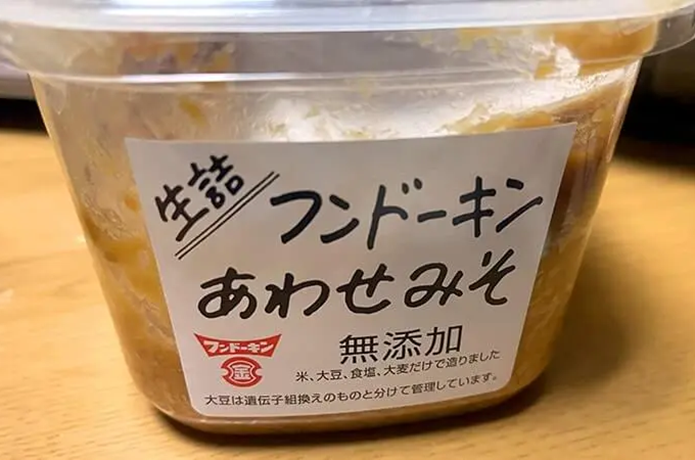 生詰
フンドーキン
あわせみそ
フンドーキン
金
無添加
米、大豆、食塩、大麦だけで造りました
大豆は遺伝子組換えのものと分けて管理しています。